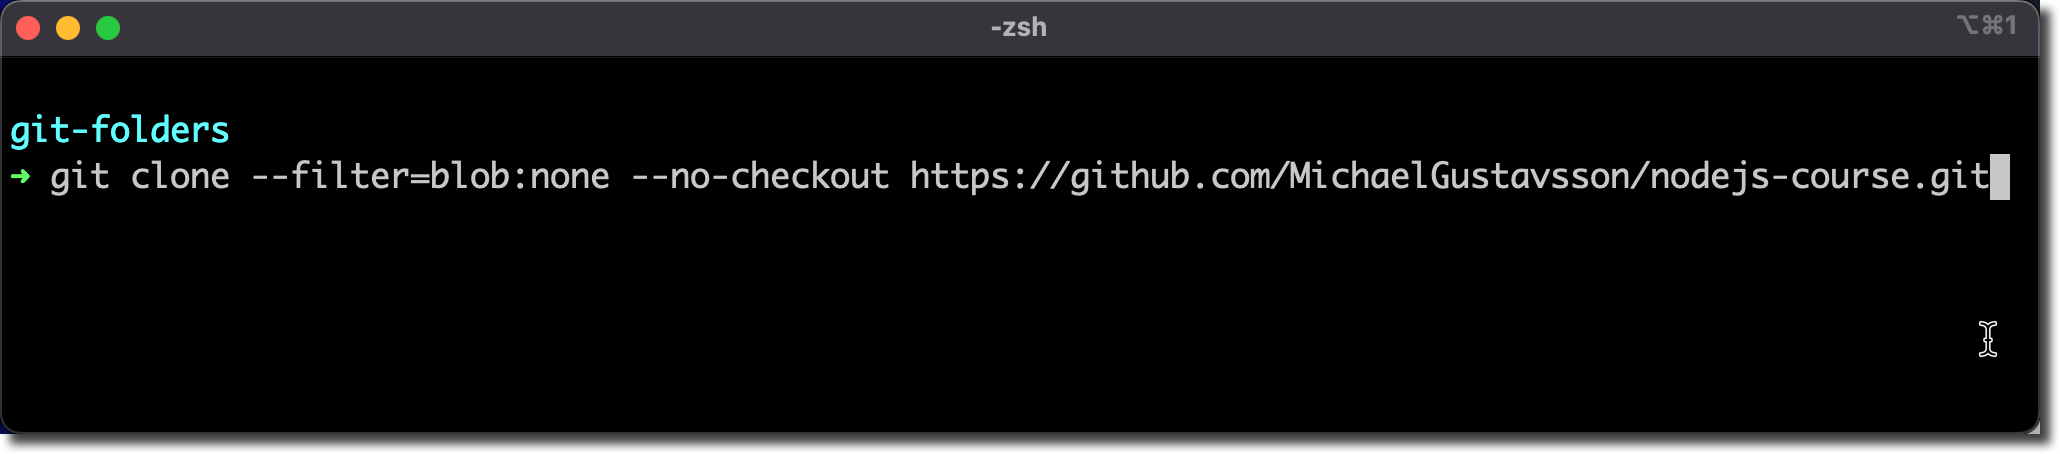 -zsh
⌥⌘1
git-folders
➜ git clone --filter=blob:none --no-checkout https://github.com/MichaelGustavsson/nodejs-course.git